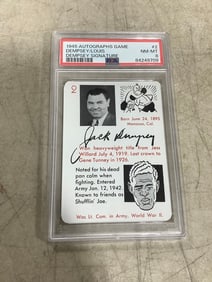 1945 AUTOGRAPHS GAME #2
DEMPSEY/LOUIS NM-MT
DEMPSEY SIGNATURE 8
PSA 64245709
2
Born June 24, 1895
Manassa, Col.
Jack Dempsey
Won heavyweight title from Jess
Willard July 4, 1919. Lost crown to
Gene Tunney in 1926.
Noted for his dead
pan calm when
fighting. Entered
Army Jan. 12, 1942.
Known to friends as
Shufflin' Joe.
Was Lt. Com. in Army, World War II.